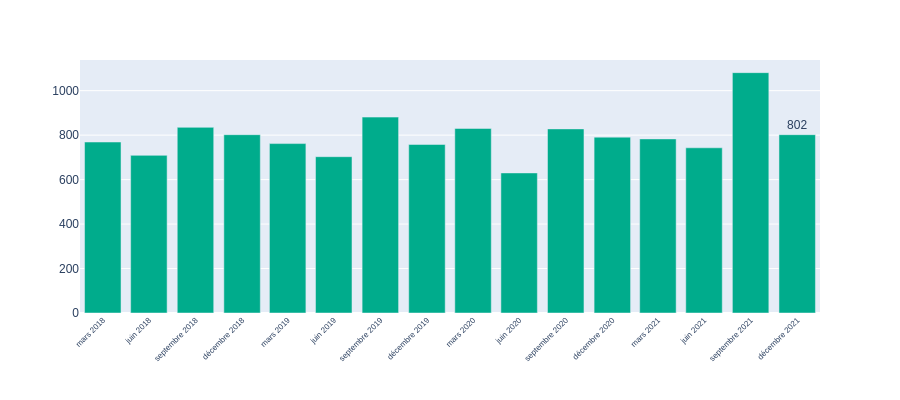 1000
800
600
400
200
0
802
mars 2018
juin 2018
septembre 2018
décembre 2018
mars 2019
juin 2019
septembre 2019
décembre 2019
mars 2020
juin 2020
septembre 2020
décembre 2020
mars 2021
juin 2021
septembre 2021
décembre 2021